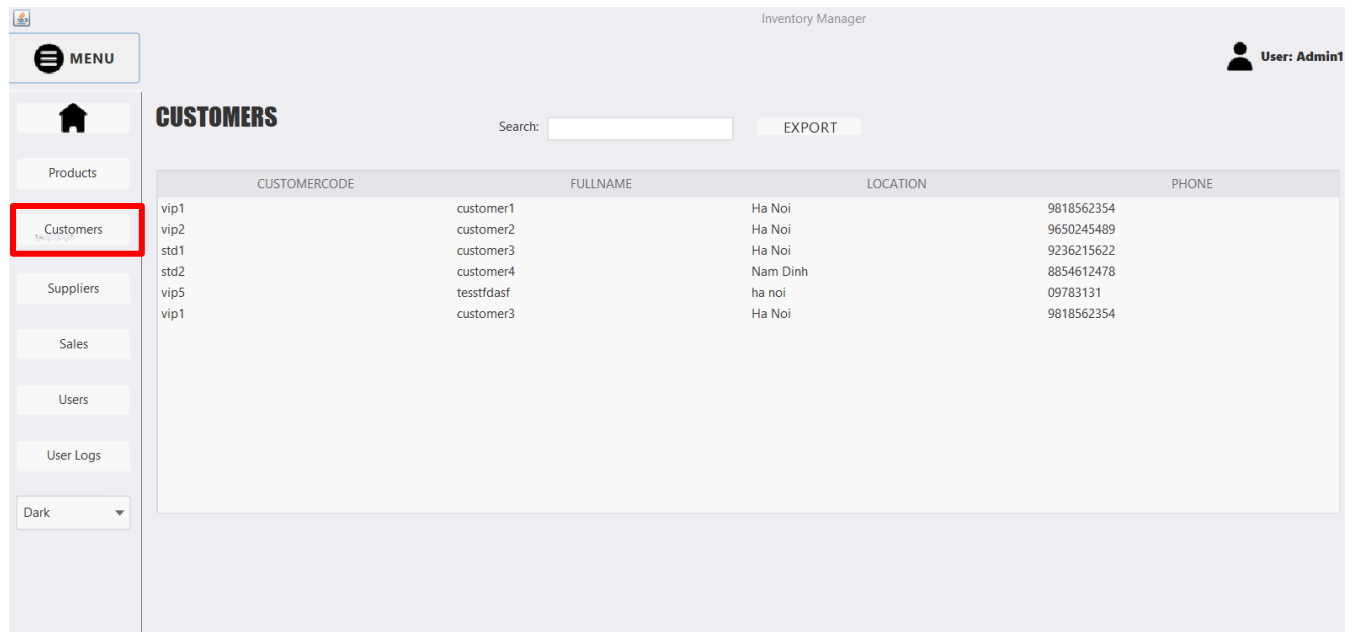 Inventory Manager
MENU
User: Admin1
CUSTOMERS
Search:
EXPORT
Products
Customers
Suppliers
Sales
Users
User Logs
Dark
CUSTOMERCODE FULLNAME LOCATION PHONE
vip1 customer1 Ha Noi 9818562354
vip2 customer2 Ha Noi 9650245489
std1 customer3 Ha Noi 9236215622
std2 customer4 Nam Dinh 8854612478
vip5 tesstfdasf ha noi 09783131
vip1 customer3 Ha Noi 9818562354